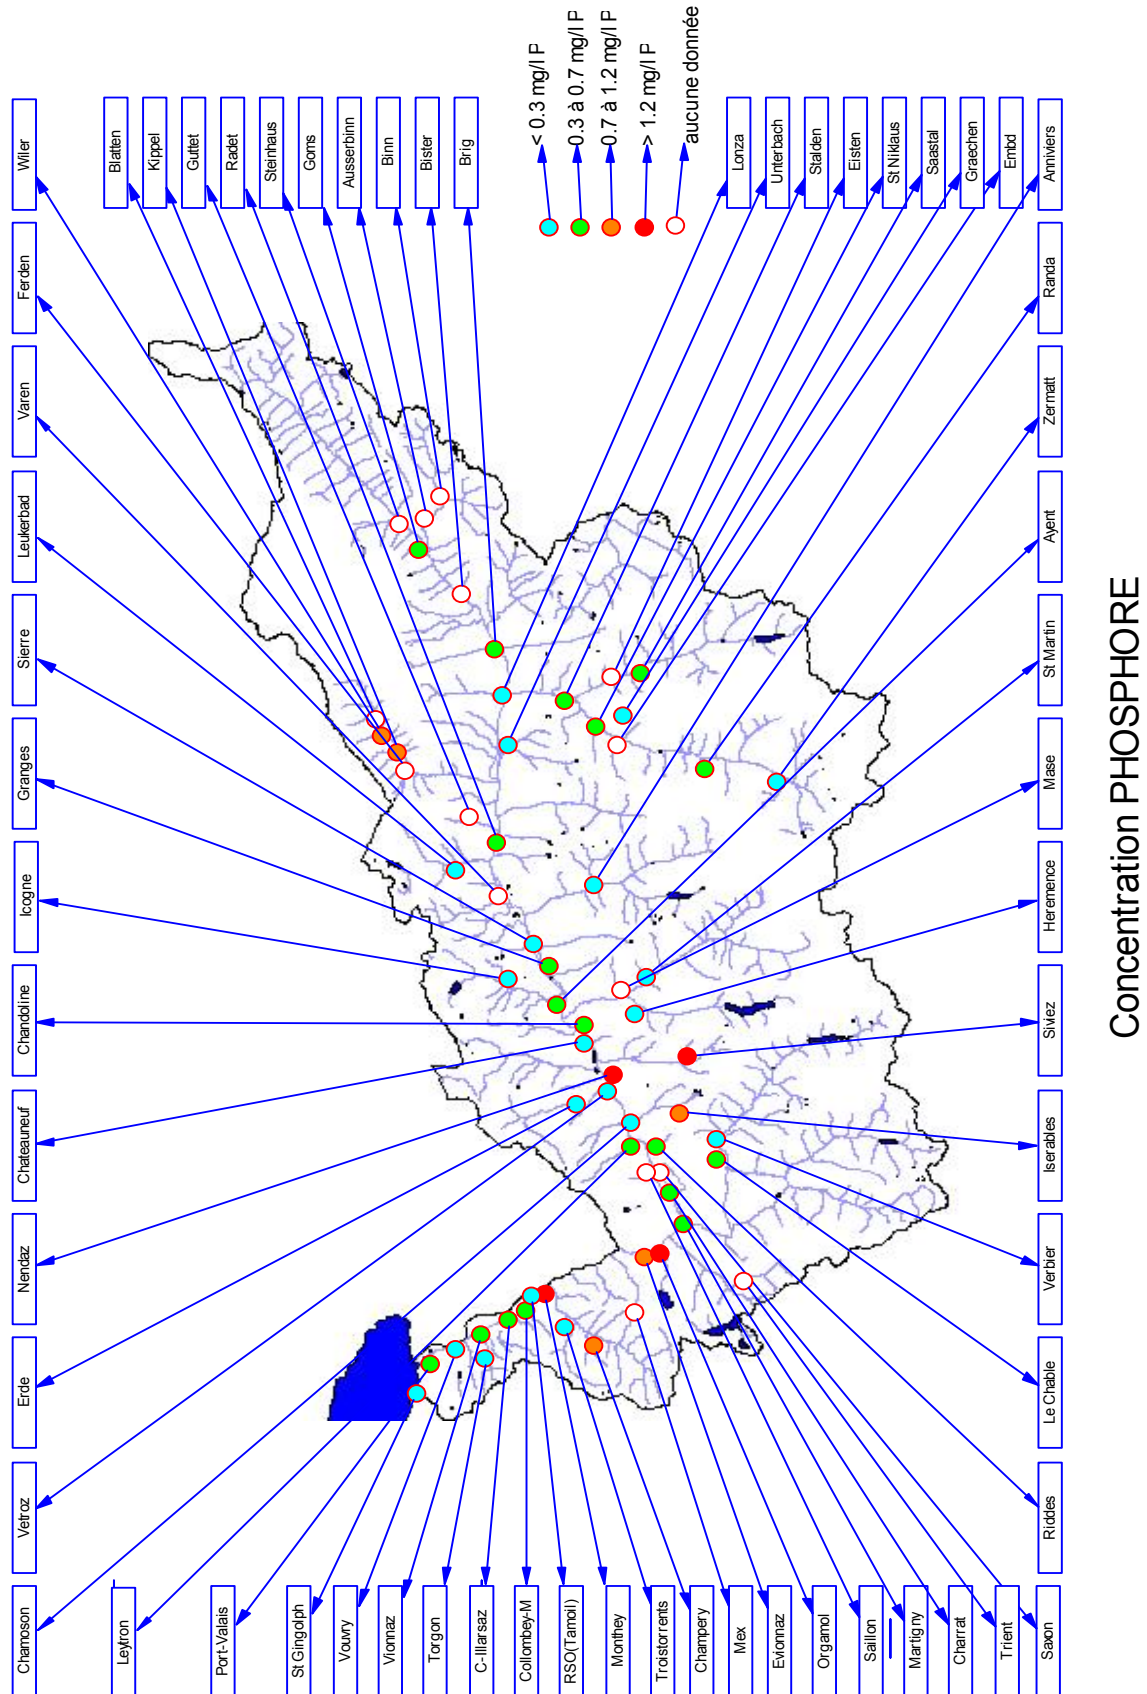 Chamoson
Vetroz
Erde
Nendaz
Chateauneuf
Chandoline
Icogne
Granges
Sierre
Leukerbad
Varen
Ferden
Wiler
Blatten
Kippel
Guttet
Radet
Steinhaus
Goms
Ausserbinn
Binn
Bister
Brig
< 0.3 mg/l P
0.3 à 0.7 mg/l P
0.7 à 1.2 mg/l P
> 1.2 mg/l P
aucune donnée
Lonza
Unterbach
Stalden
Eisten
St Niklaus
Saastal
Graechen
Embd
Anniviers
Randa
Zermatt
Ayent
St Martin
Mase
Heremence
Siviez
Iserables
Verbier
Le Chable
Riddes
Saxon
Trient
Charrat
Martigny
Saillon
Orgamol
Evionnaz
Mex
Champery
Troistorrents
Monthey
RSO(Tamoil)
Collombey-M
C-Illarsaz
Torgon
Vionnaz
Vouvry
St Gingolph
Port-Valais
Leytron
Concentration PHOSPHORE